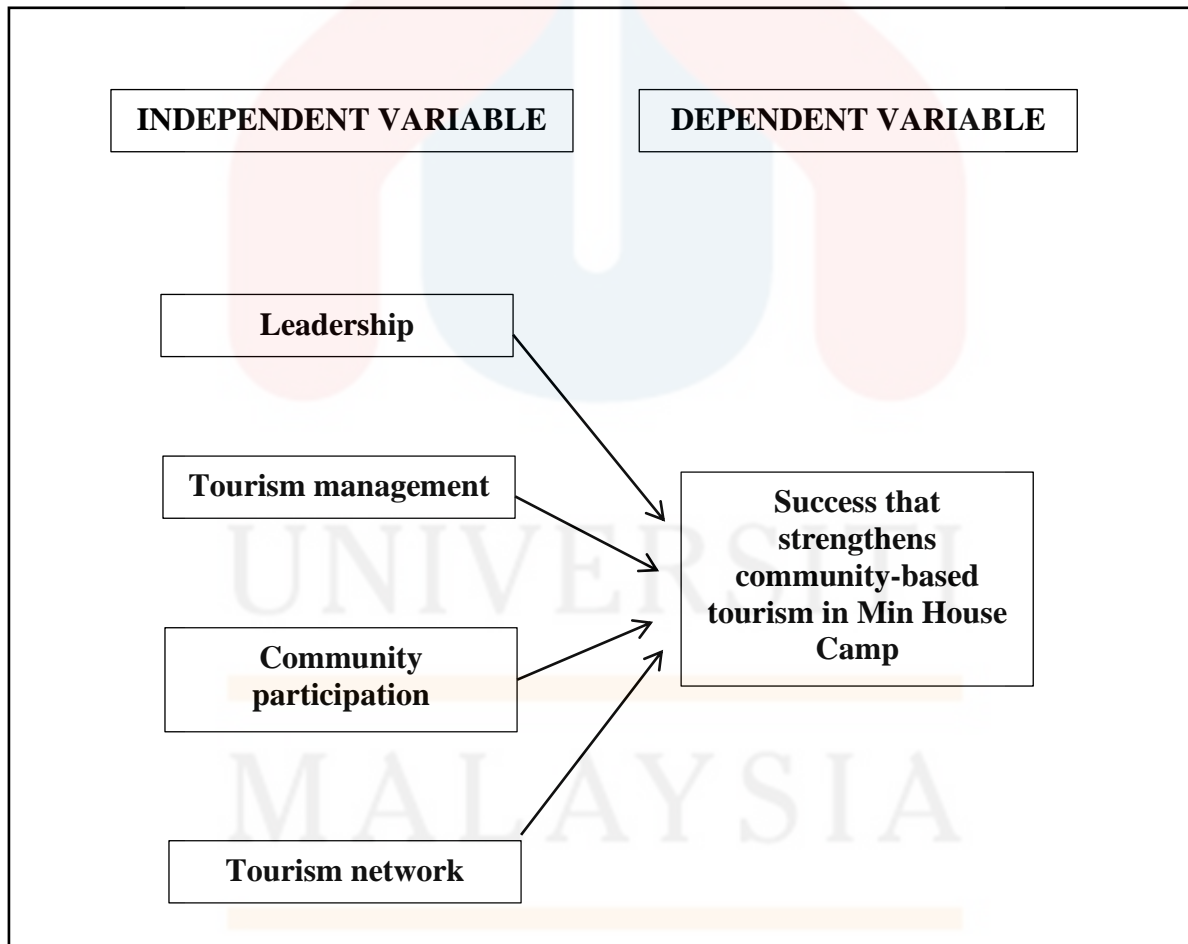 INDEPENDENT VARIABLE
DEPENDENT VARIABLE
Leadership
Tourism management
Success that
strengthens
community-based
tourism in Min House
Camp
Community
participation
Tourism network
UNIVERSITI
MALAYSIA